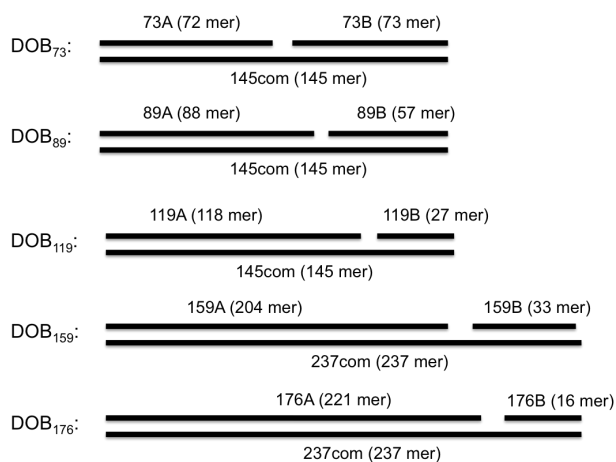 73A (72 mer) 73B (73 mer)
DOB73:
145com (145 mer)
89A (88 mer) 89B (57 mer)
DOB89:
145com (145 mer)
119A (118 mer) 119B (27 mer)
DOB119:
145com (145 mer)
159A (204 mer) 159B (33 mer)
DOB159:
237com (237 mer)
176A (221 mer) 176B (16 mer)
DOB176:
237com (237 mer)